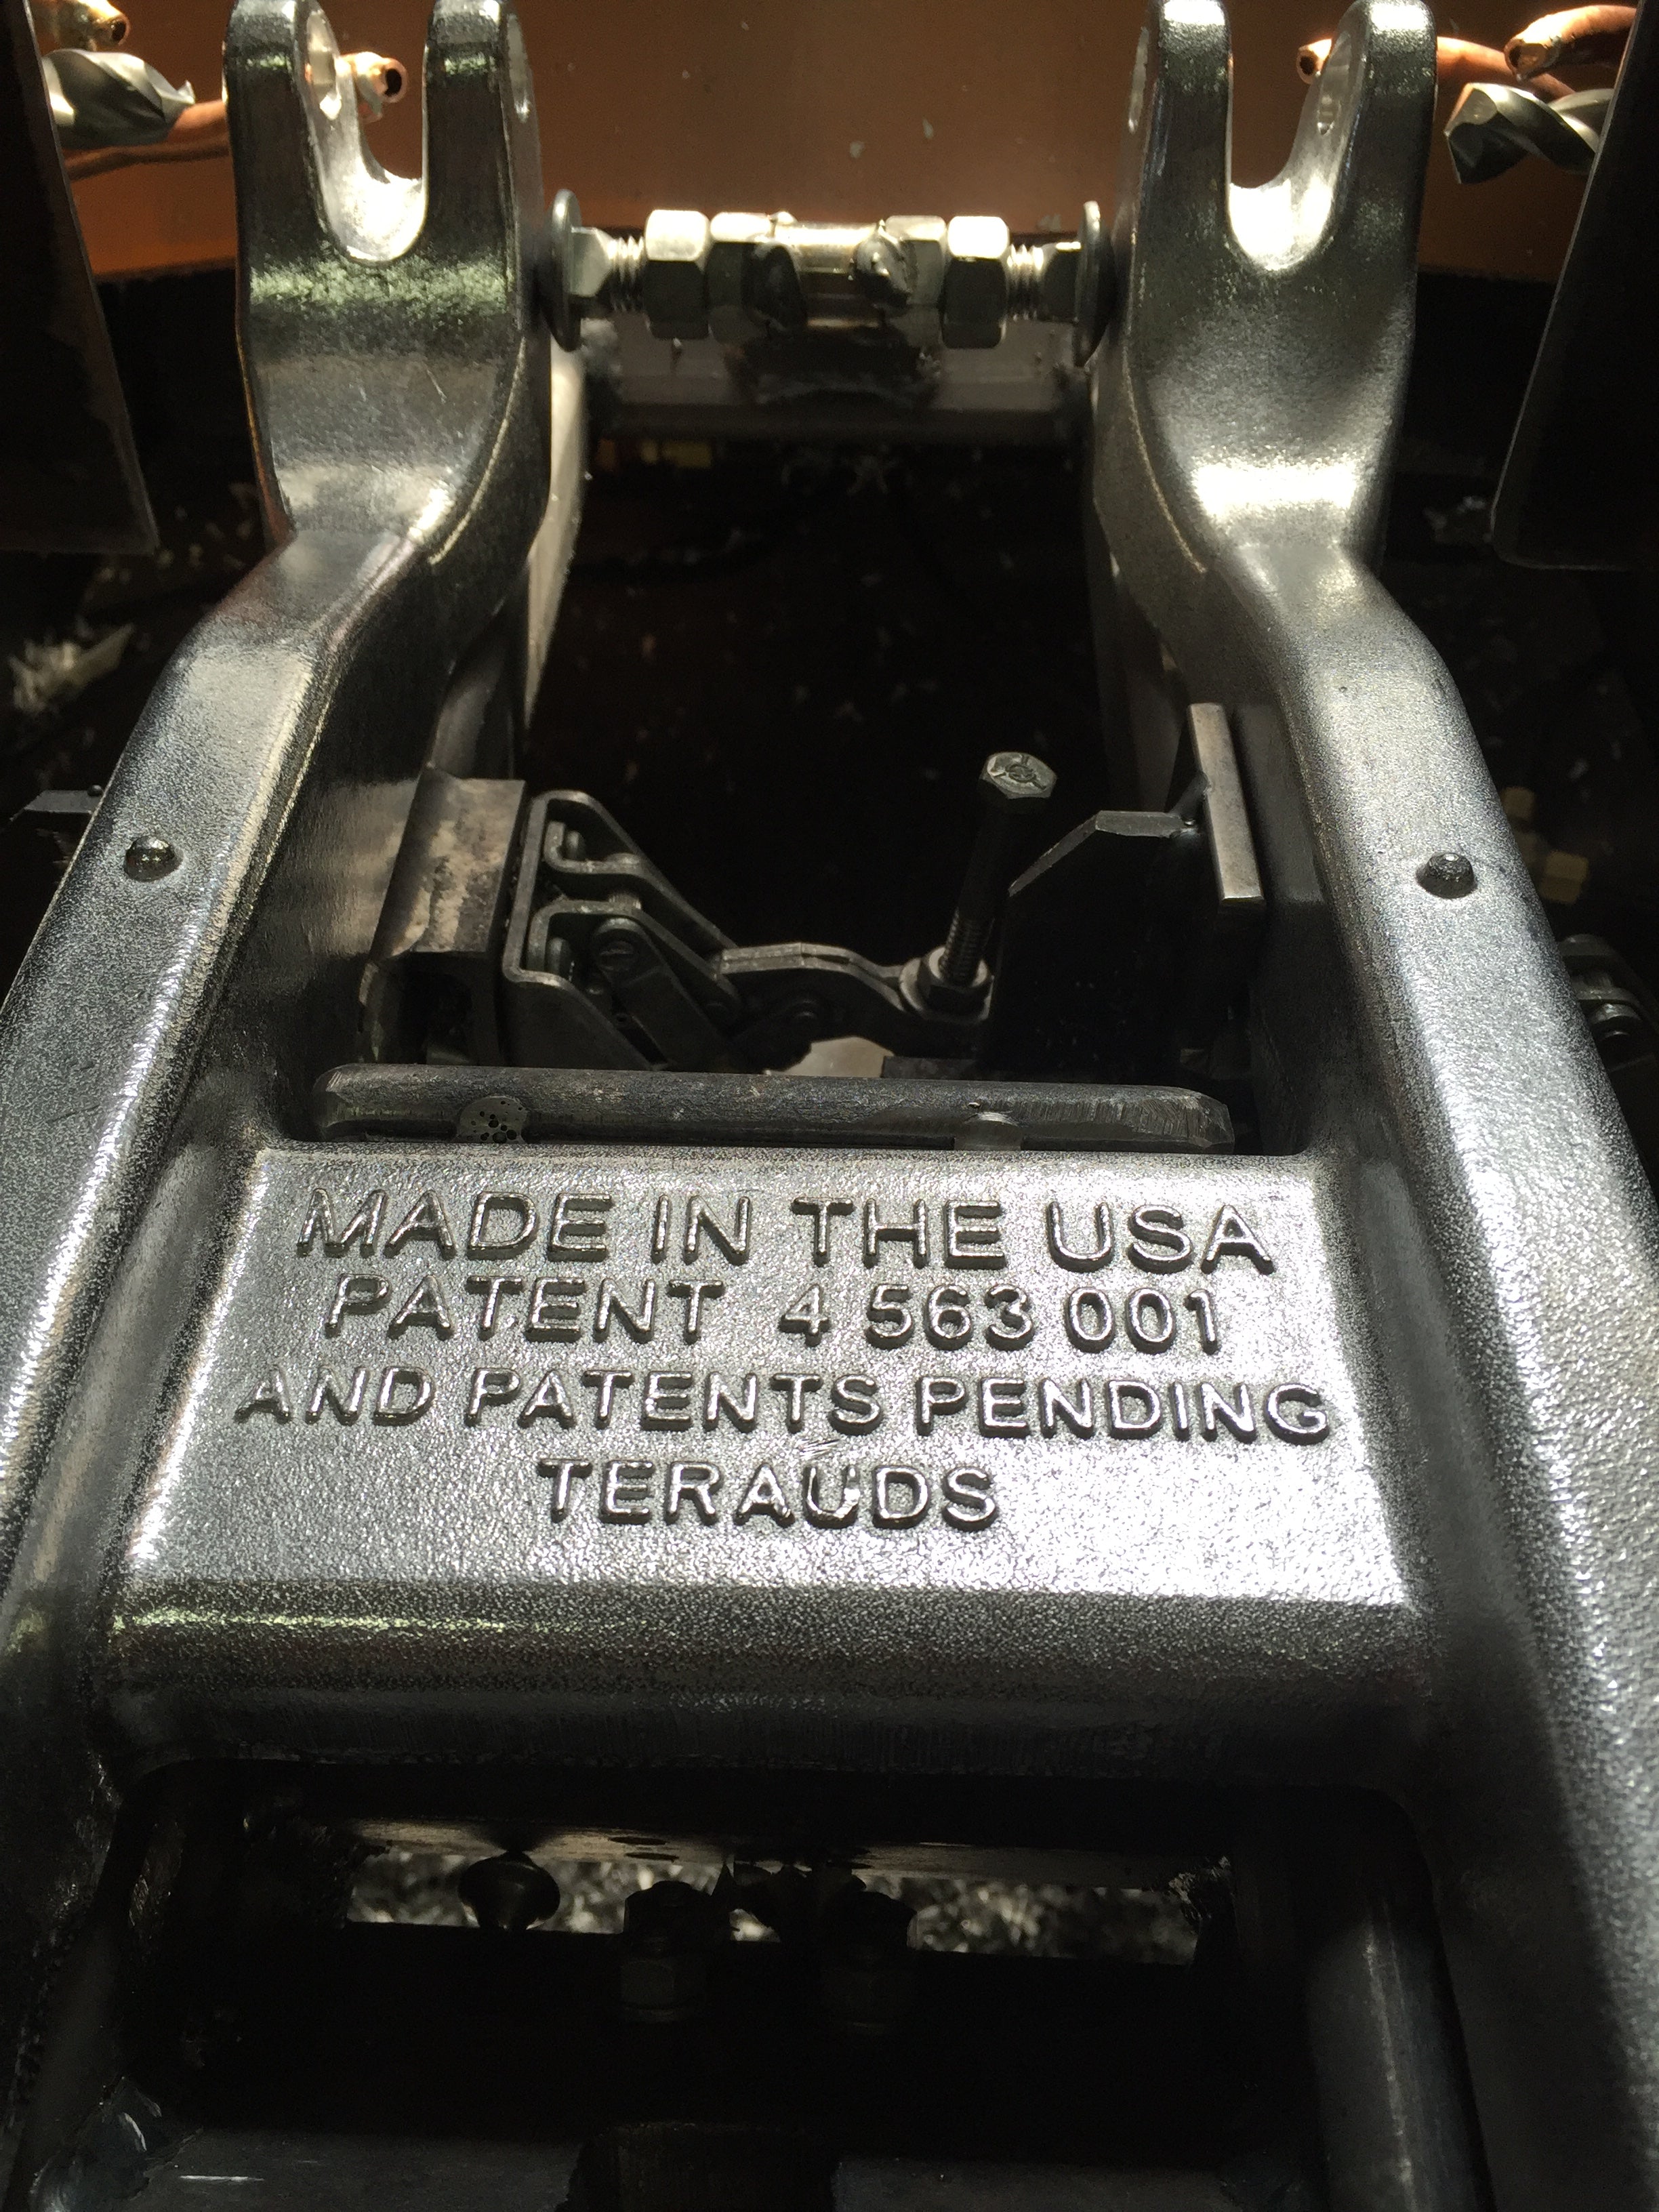 MADE IN THE USA
PATENT 4 563 001
AND PATENTS PENDING
TERAUDS